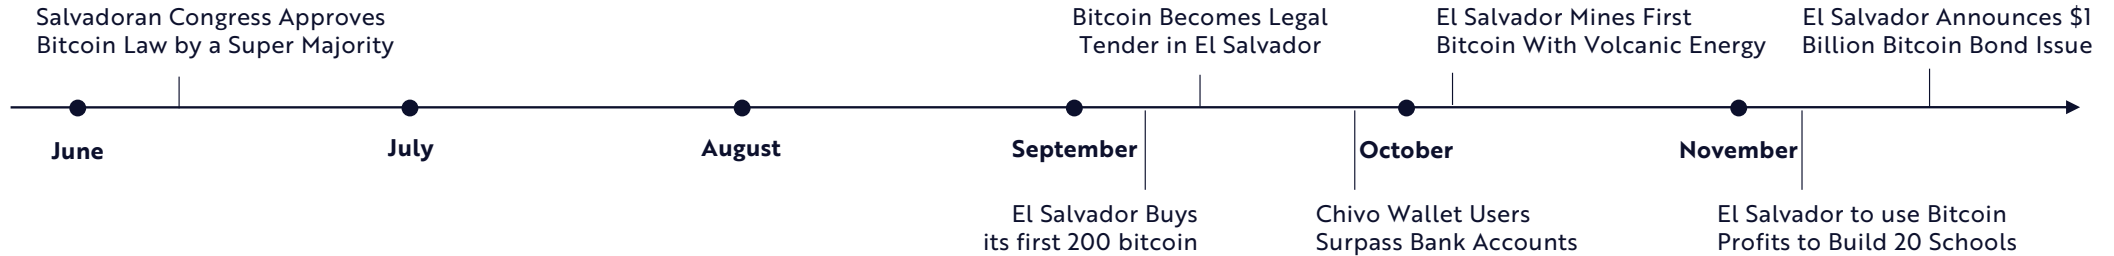 Salvadoran Congress Approves
Bitcoin Law by a Super Majority
Bitcoin Becomes Legal
Tender in El Salvador
El Salvador Mines First
Bitcoin With Volcanic Energy
El Salvador Announces $1
Billion Bitcoin Bond Issue
June
July
August
September
October
November
El Salvador Buys
its first 200 bitcoin
Chivo Wallet Users
Surpass Bank Accounts
El Salvador to use Bitcoin
Profits to Build 20 Schools